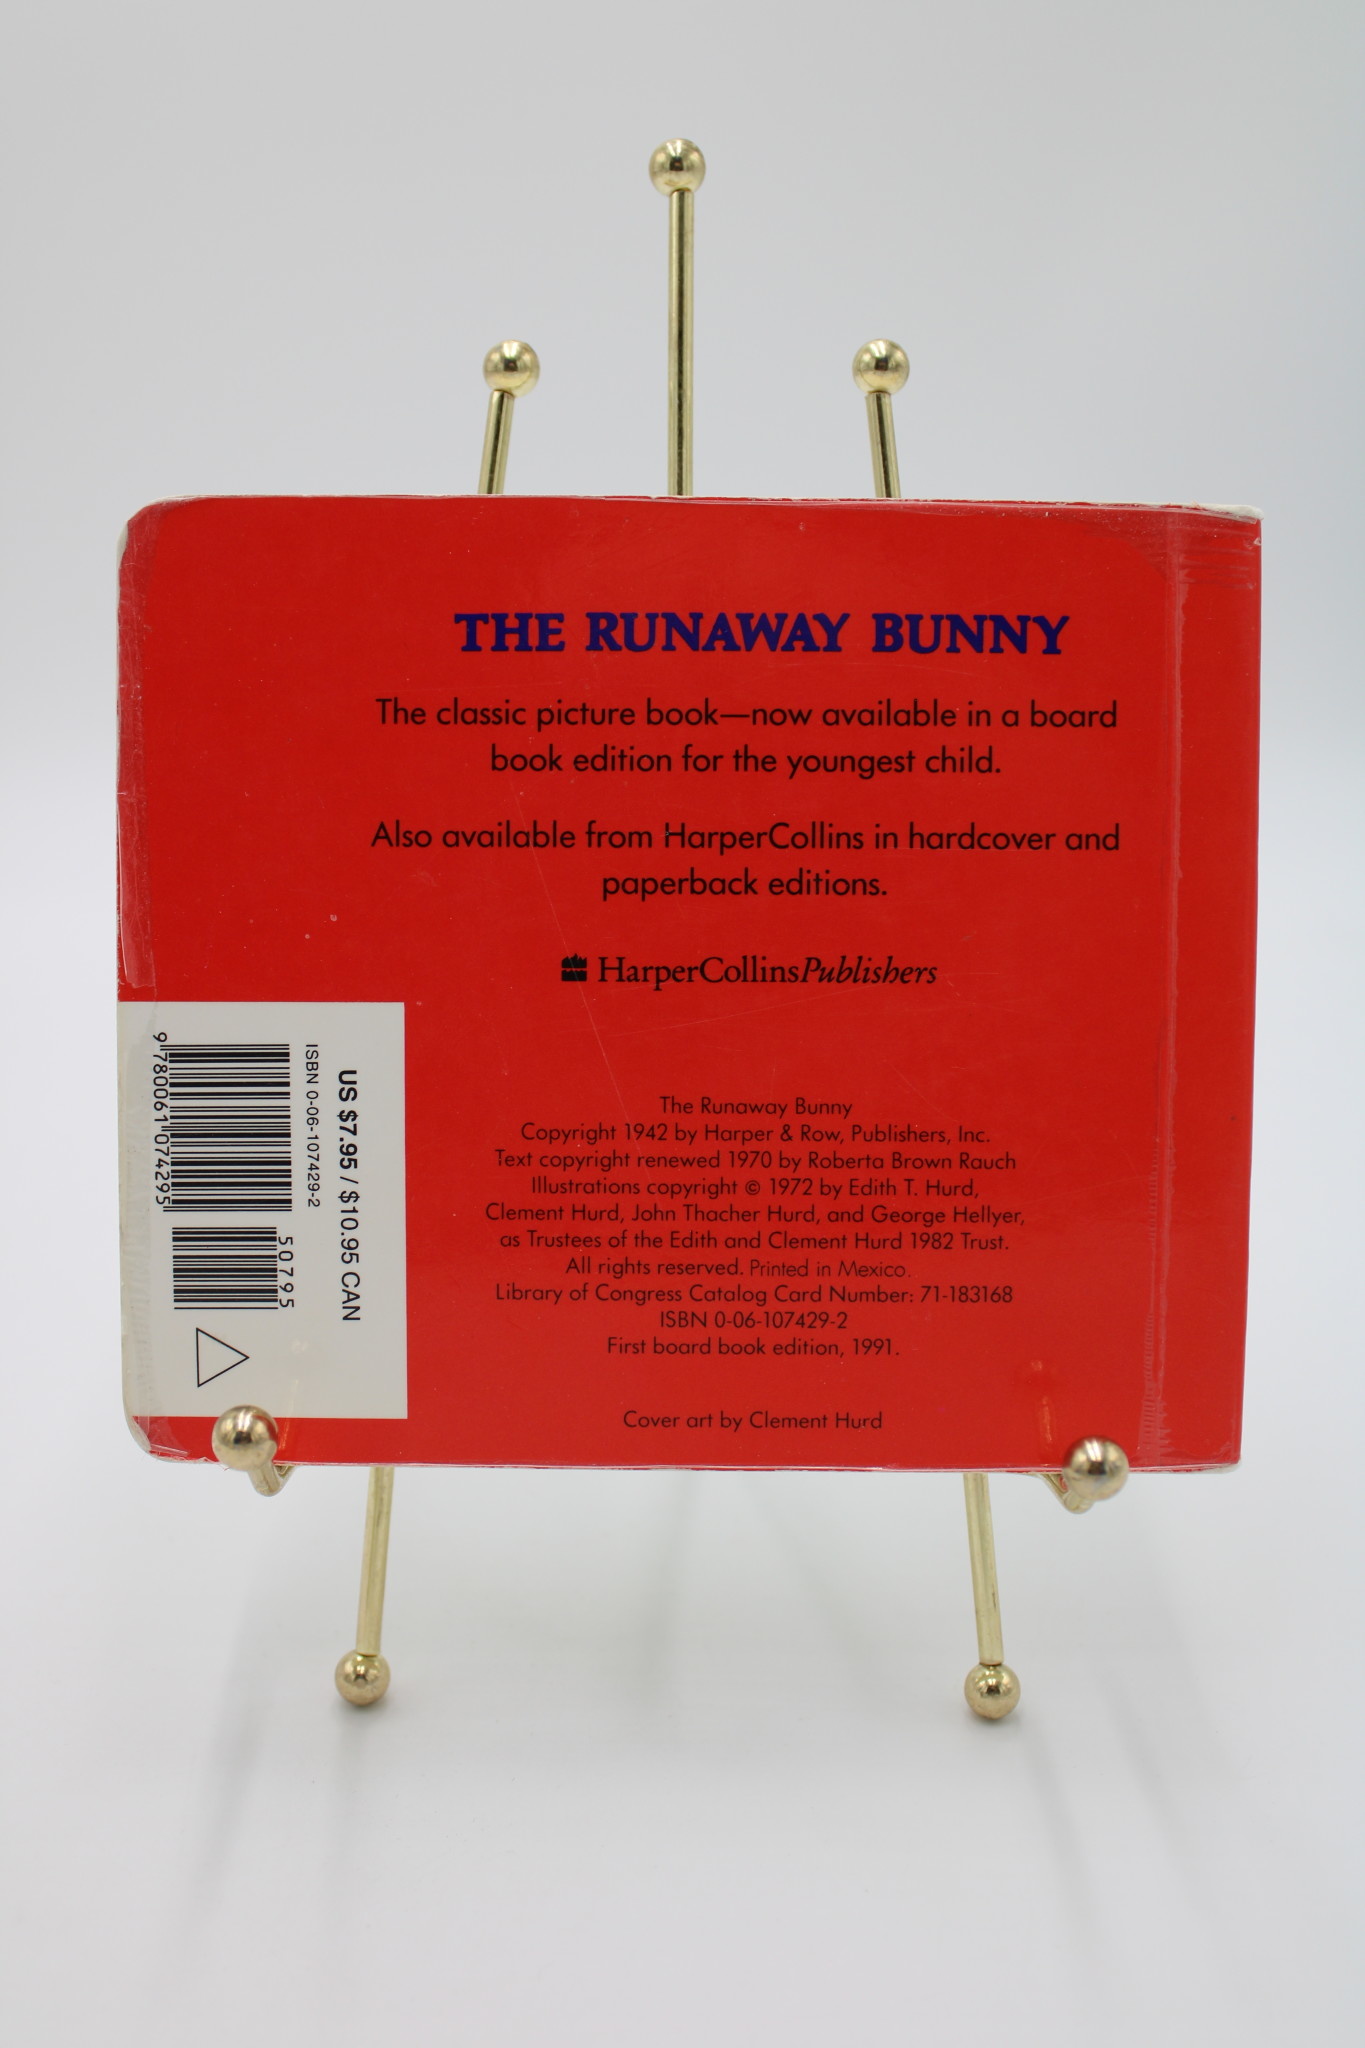 THE RUNAWAY BUNNY
The classic picture book—now available in a board
book edition for the youngest child.
Also available from HarperCollins in hardcover and
paperback editions.
HarperCollinsPublishers
The Runaway Bunny
Copyright 1942 by Harper & Row, Publishers, Inc.
Text copyright renewed 1970 by Roberta Brown Rauch
Illustrations copyright © 1972 by Edith T. Hurd,
Clement Hurd, John Thacher Hurd, and George Hellyer,
as Trustees of the Edith and Clement Hurd 1982 Trust.
All rights reserved. Printed in Mexico.
Library of Congress Catalog Card Number: 71-183168
ISBN 0-06-107429-2
First board book edition, 1991.
Cover art by Clement Hurd
US $7.95 / $10.95 CAN
ISBN 0-06-107429-2
50795
9 780061 074295